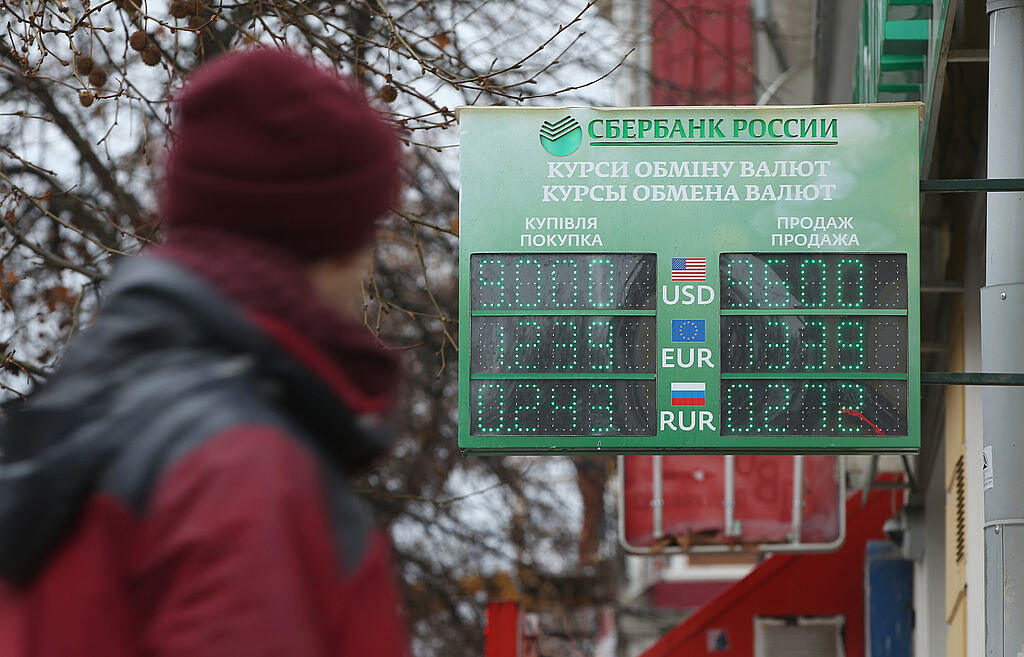 СБЕРБАНК РОССИИ
КУРСИ ОБМІНУ ВАЛЮТ
КУРСЫ ОБМЕНА ВАЛЮТ
КУПІВЛЯ
ПОКУПКА
ПРОДАЖ
ПРОДАЖА
USD
EUR
RUR